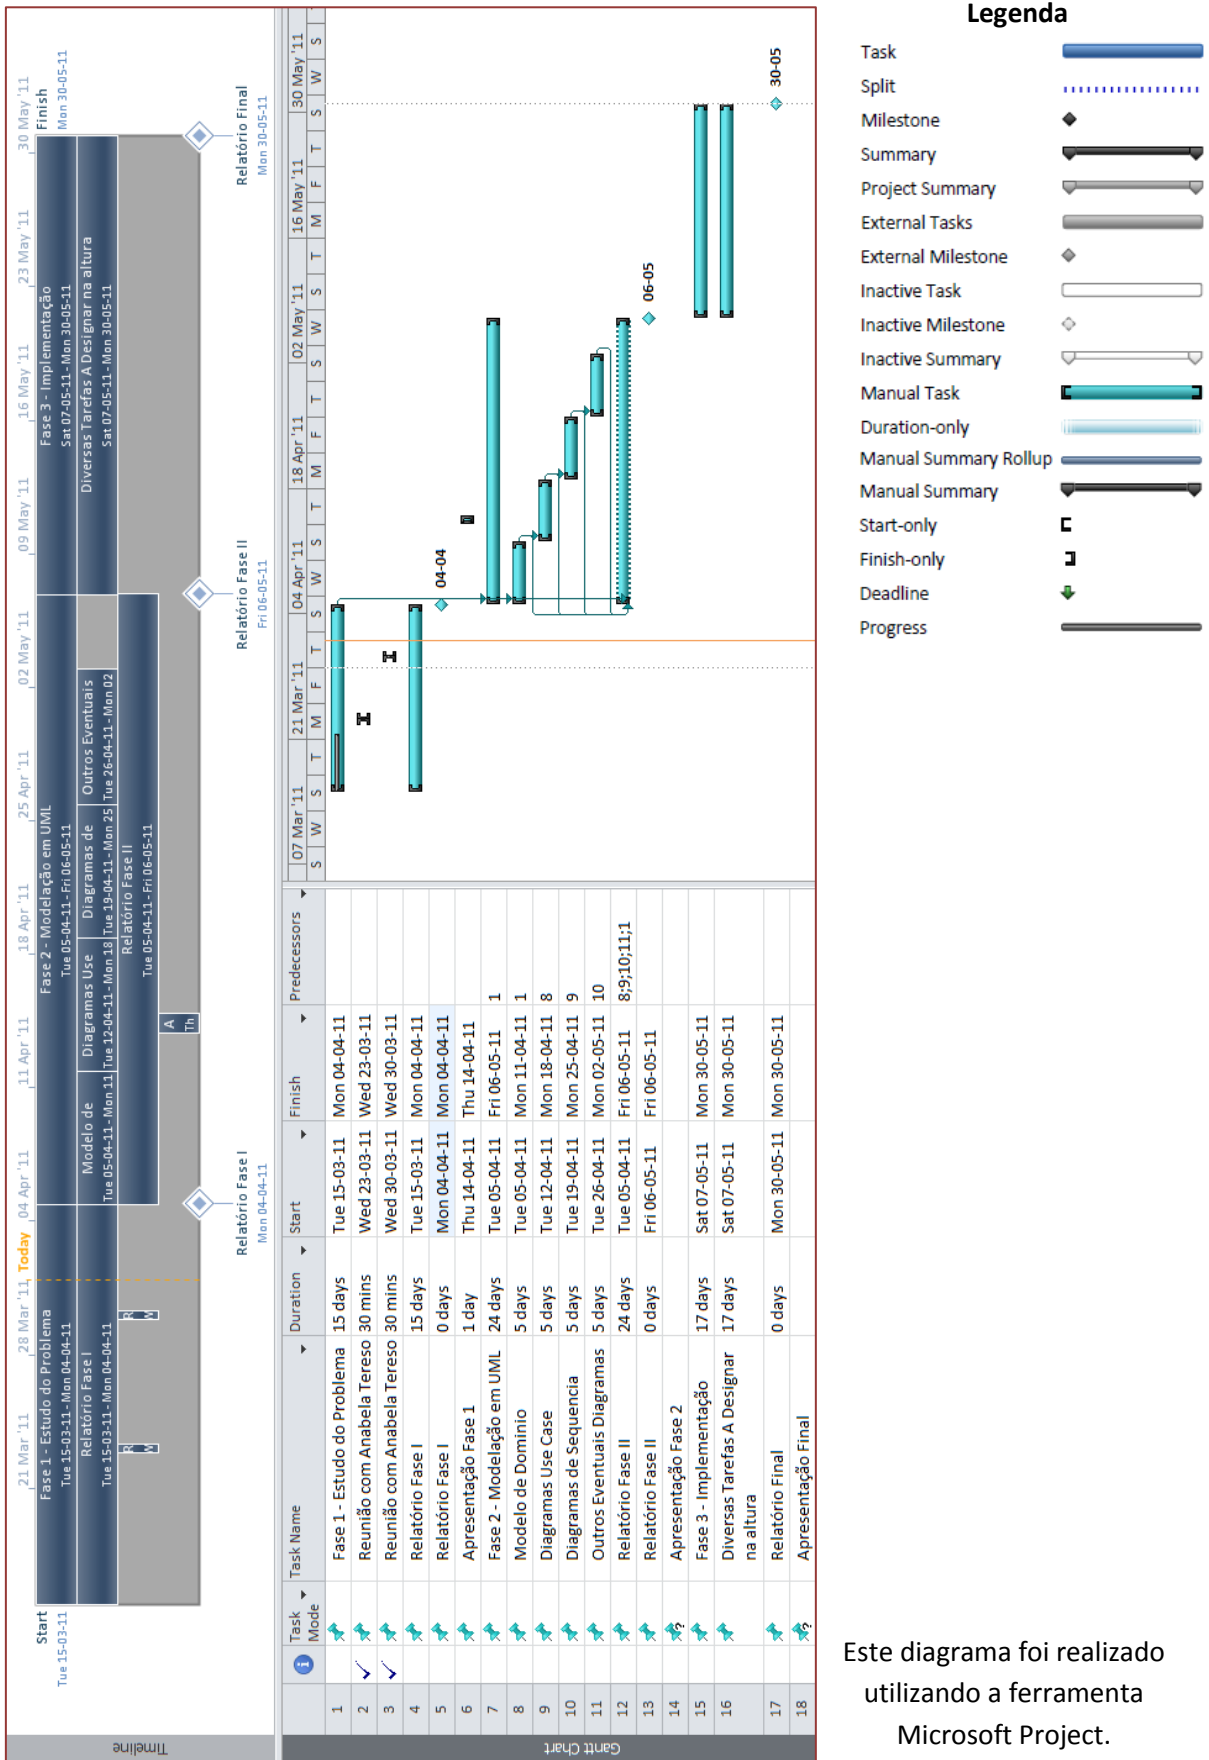 Legenda
Task
Split
Milestone
Summary
Project Summary
External Tasks
External Milestone
Inactive Task
Inactive Milestone
Inactive Summary
Manual Task
Duration-only
Manual Summary Rollup
Manual Summary
Start-only
Finish-only
Deadline
Progress
Este diagrama foi realizado
utilizando a ferramenta
Microsoft Project.
Timeline
21 Mar '11 28 Mar '11 Today 04 Apr '11 11 Apr '11 18 Apr '11 25 Apr '11 02 May '11 09 May '11 16 May '11 23 May '11 30 May '11
Start
Tue 15-03-11
Fase 1 - Estudo do Problema
Tue 15-03-11 - Mon 04-04-11
Fase 2 - Modelação em UML
Tue 05-04-11 - Fri 06-05-11
Fase 3 - Implementação
Sat 07-05-11 - Mon 30-05-11
Finish
Mon 30-05-11
Relatório Fase I
Tue 15-03-11 - Mon 04-04-11
Modelo de
Tue 05-04-11 - Mon 11
Diagramas Use
Tue 12-04-11 - Mon 18
Diagramas de
Tue 19-04-11 - Mon 25
Outros Eventuais
Tue 26-04-11 - Mon 02
Diversas Tarefas A Designar na altura
Sat 07-05-11 - Mon 30-05-11
R
W
R
W
Relatório Fase II
Tue 05-04-11 - Fri 06-05-11
A
Th
Relatório Fase I
Mon 04-04-11
Relatório Fase II
Fri 06-05-11
Relatório Final
Mon 30-05-11
Gantt Chart
Task Mode Task Name Duration Start Finish Predecessors
07 Mar '11 21 Mar '11 04 Apr '11 18 Apr '11 02 May '11 16 May '11 30 May '11
S W S T M F T S W S T M F T S W S T M F T S W S
1 Fase 1 - Estudo do Problema 15 days Tue 15-03-11 Mon 04-04-11
2 Reunião com Anabela Tereso 30 mins Wed 23-03-11 Wed 23-03-11
3 Reunião com Anabela Tereso 30 mins Wed 30-03-11 Wed 30-03-11
4 Relatório Fase I 15 days Tue 15-03-11 Mon 04-04-11
5 Relatório Fase I 0 days Mon 04-04-11 Mon 04-04-11 04-04
6 Apresentação Fase 1 1 day Thu 14-04-11 Thu 14-04-11
7 Fase 2 - Modelação em UML 24 days Tue 05-04-11 Fri 06-05-11 1
8 Modelo de Dominio 5 days Tue 05-04-11 Mon 11-04-11 1
9 Diagramas Use Case 5 days Tue 12-04-11 Mon 18-04-11 8
10 Diagramas de Sequencia 5 days Tue 19-04-11 Mon 25-04-11 9
11 Outros Eventuais Diagramas 5 days Tue 26-04-11 Mon 02-05-11 10
12 Relatório Fase II 24 days Tue 05-04-11 Fri 06-05-11 8;9;10;11;1
13 Relatório Fase II 0 days Fri 06-05-11 Fri 06-05-11 06-05
14 Apresentação Fase 2
15 Fase 3 - Implementação 17 days Sat 07-05-11 Mon 30-05-11
16 Diversas Tarefas A Designar 17 days Sat 07-05-11 Mon 30-05-11
na altura
17 Relatório Final 0 days Mon 30-05-11 Mon 30-05-11 30-05
18 Apresentação Final